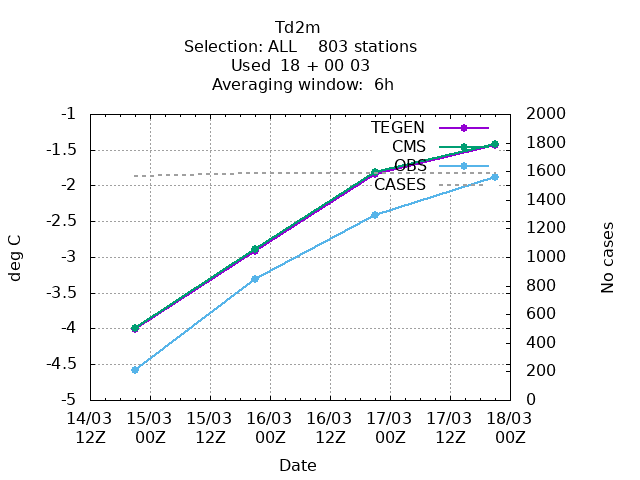 Td2m
Selection: ALL    803 stations
Used 18 + 00 03
Averaging window: 6h
-1
-1.5
-2
-2.5
-3
-3.5
-4
-4.5
-5
deg C
TEGEN
CMS
OBS
CASES
2000
1800
1600
1400
1200
1000
800
600
400
200
0
No cases
14/03 15/03 15/03 16/03 16/03 17/03 17/03 18/03
12Z 00Z 12Z 00Z 12Z 00Z 12Z 00Z
Date